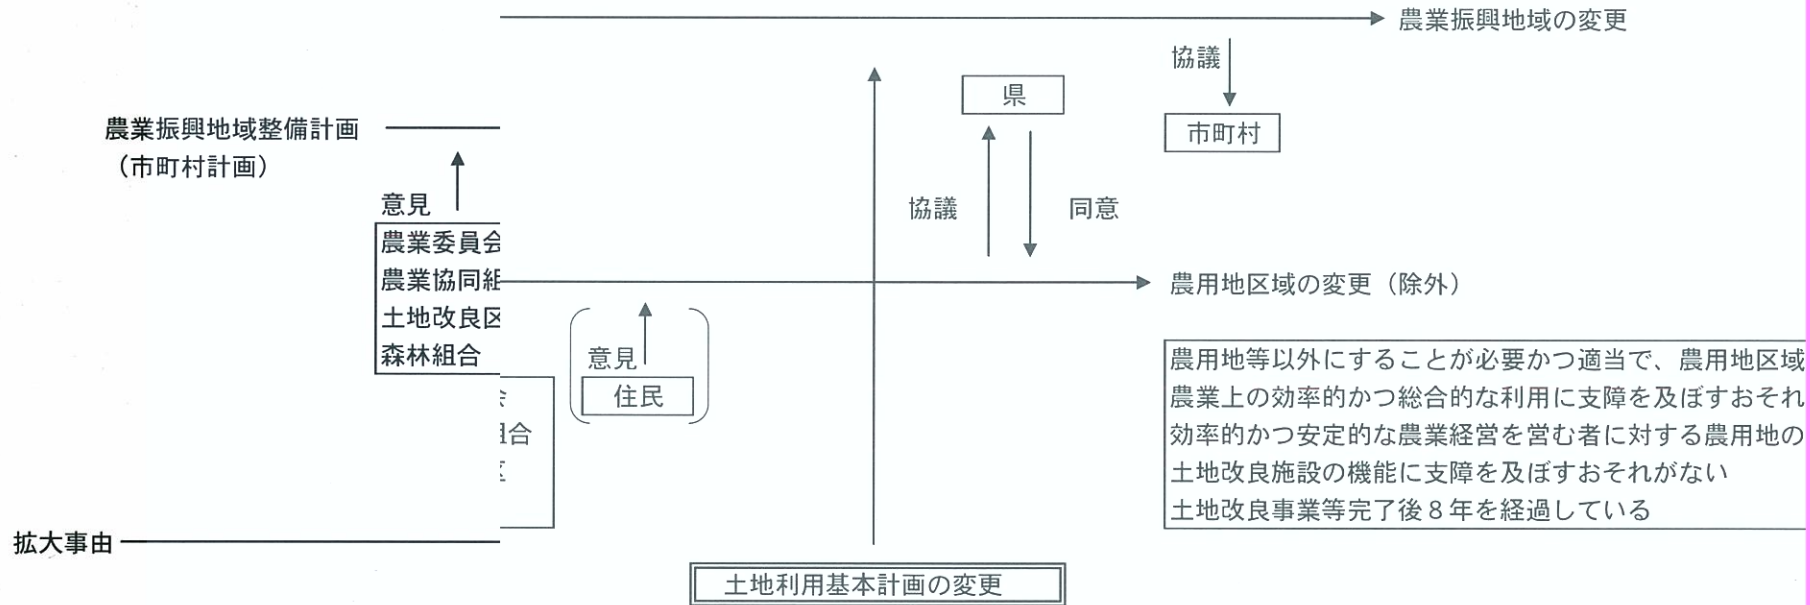 農業振興地域の変更
協議
県
市町村
農業振興地域整備計画
（市町村計画）
意見
農業委員会
農業協同組
土地改良区
森林組合
協議
同意
農用地区域の変更（除外）
意見
住民
組合
農用地等以外にすることが必要かつ適当で、農用地区域
農業上の効率的かつ総合的な利用に支障を及ぼすおそれ
効率的かつ安定的な農業経営を営む者に対する農用地の
土地改良施設の機能に支障を及ぼすおそれがない
土地改良事業等完了後８年を経過している
拡大事由
土地利用基本計画の変更